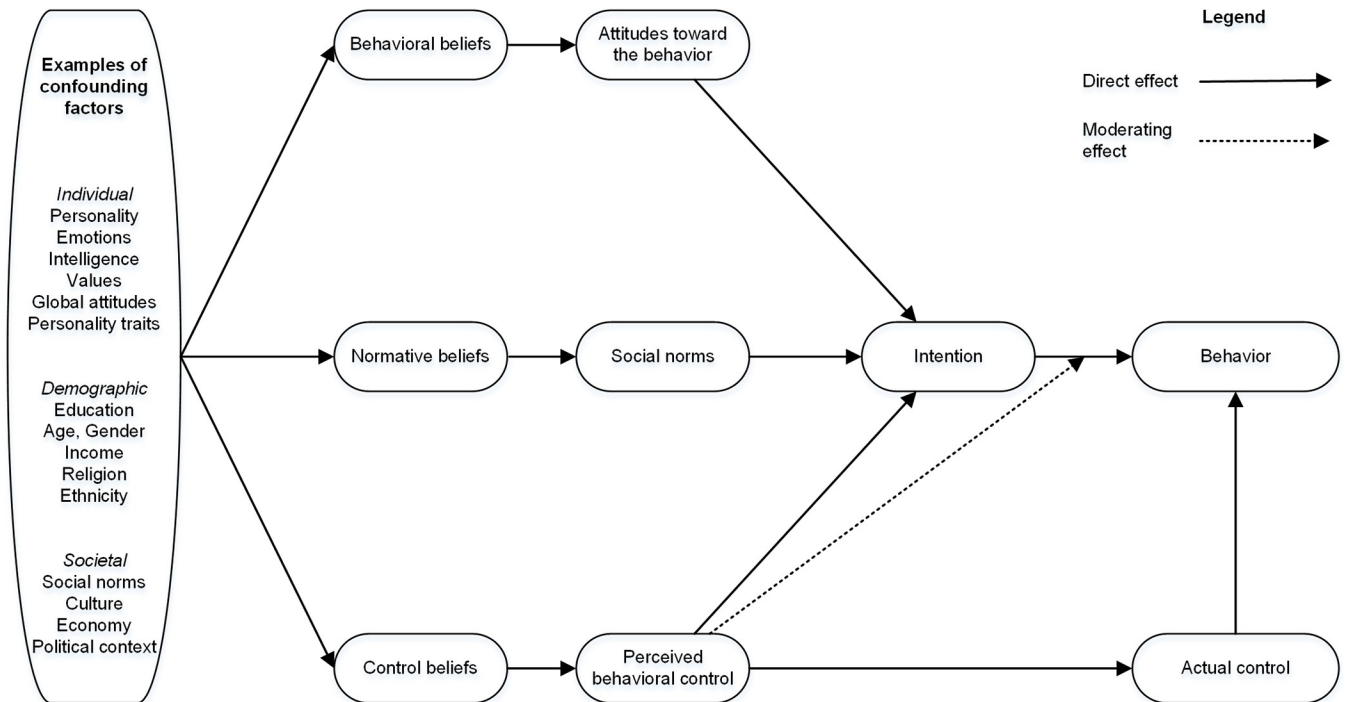 Examples of
confounding
factors
Individual
Personality
Emotions
Intelligence
Values
Global attitudes
Personality traits
Demographic
Education
Age, Gender
Income
Religion
Ethnicity
Societal
Social norms
Culture
Economy
Political context
Behavioral beliefs
Attitudes toward
the behavior
Normative beliefs
Social norms
Intention
Behavior
Control beliefs
Perceived
behavioral control
Actual control
Legend
Direct effect
Moderating
effect